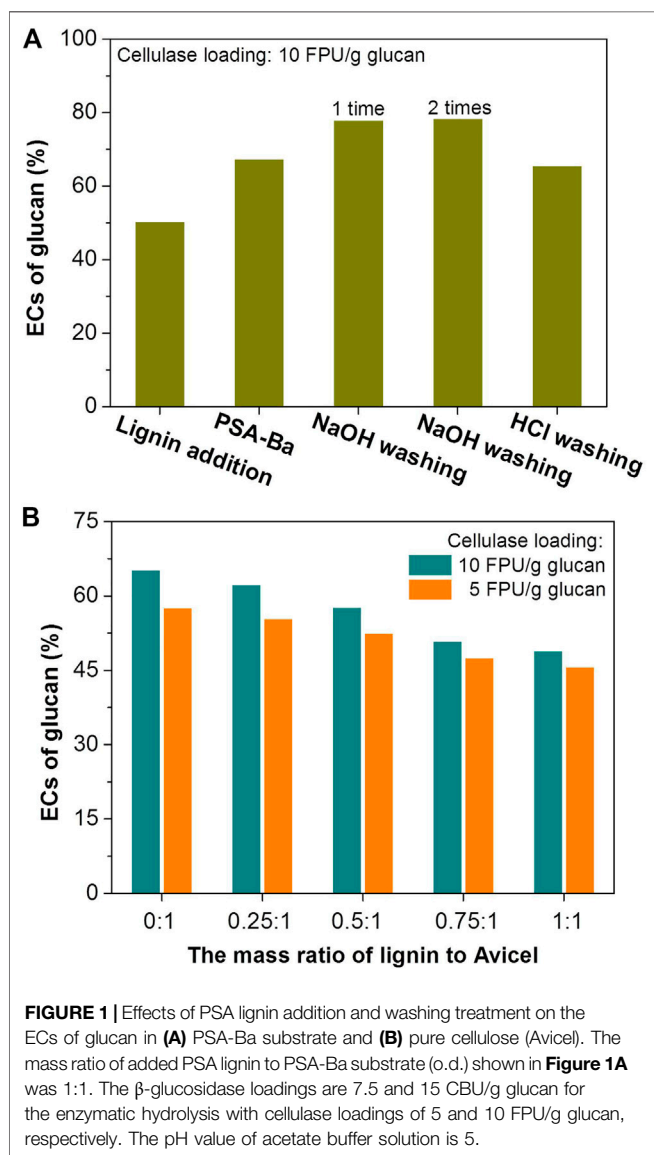 A
Cellulase loading: 10 FPU/g glucan
ECs of glucan (%)
100
80
60
40
20
0
1 time
2 times
Lignin addition
PSA-Ba
NaOH washing
NaOH washing
HCl washing
B
Cellulase loading:
10 FPU/g glucan
5 FPU/g glucan
ECs of glucan (%)
75
60
45
30
15
0
0:1
0.25:1
0.5:1
0.75:1
1:1
The mass ratio of lignin to Avicel
FIGURE 1 | Effects of PSA lignin addition and washing treatment on the
ECs of glucan in (A) PSA-Ba substrate and (B) pure cellulose (Avicel). The
mass ratio of added PSA lignin to PSA-Ba substrate (o.d.) shown in Figure 1A
was 1:1. The β-glucosidase loadings are 7.5 and 15 CBU/g glucan for
the enzymatic hydrolysis with cellulase loadings of 5 and 10 FPU/g glucan,
respectively. The pH value of acetate buffer solution is 5.